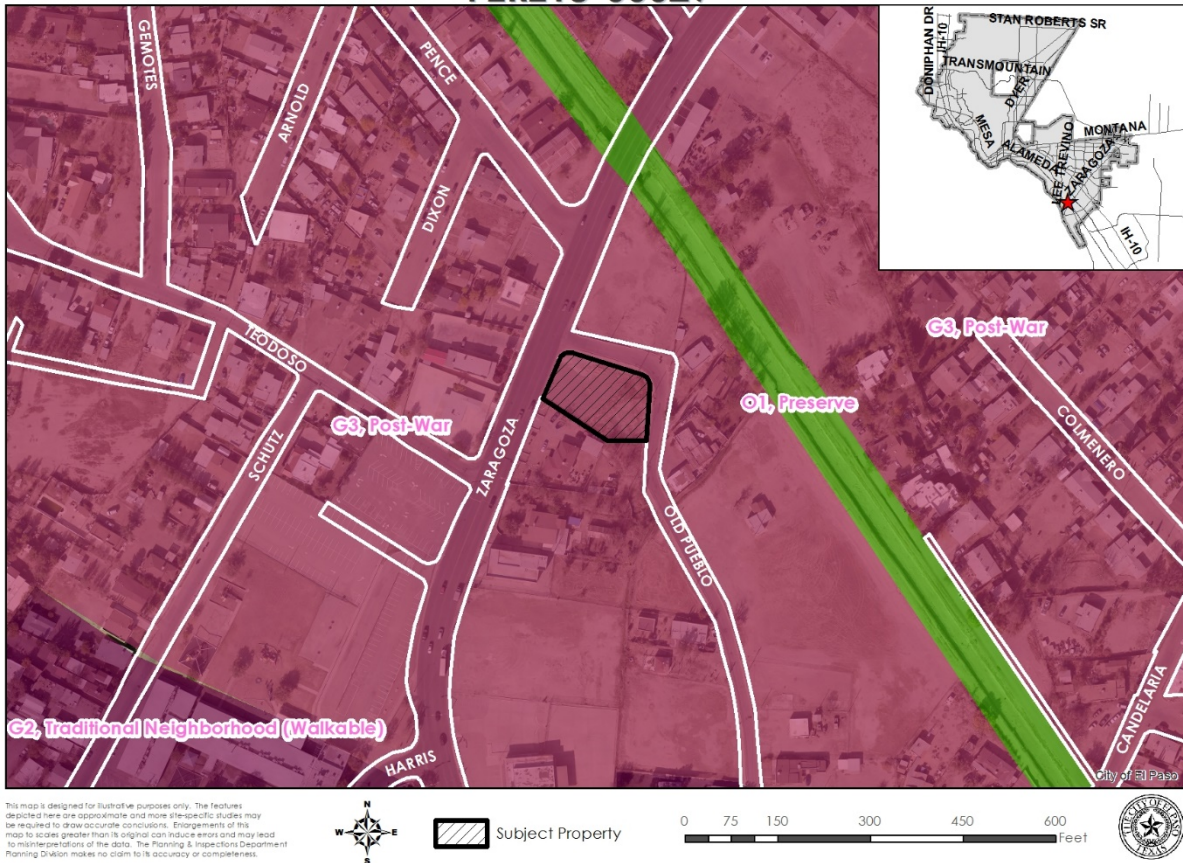 GEMOTES
ARNOLD
PENCE
DIXON
TEODOSO
SCHUTZ
G3, Post-War
ZARAGOZA
O1, Preserve
G3, Post-War
COLMENERO
OLD PUEBLO
G2, Traditional Neighborhood (Walkable)
HARRIS
CANDELARIA
City of El Paso
DONIPHAN DR
IH-10
STAN ROBERTS SR
TRANSMOUNTAIN
DYER
MESA
ALAMEDA
LEE TREVINO
ZARAGOZA
MONTANA
IH-10
This map is designed for illustrative purposes only. The features
depicted here are approximate and more site-specific studies may
be required to draw accurate conclusions. Enlargements of this
map to scales greater than its original can induce errors and may lead
to misinterpretations of the data. The Planning & Inspections Department
Planning Division makes no claim to its accuracy or completeness.
N
W E
S
Subject Property
0 75 150 300 450 600
Feet
THE CITY OF EL PASO
TEXAS